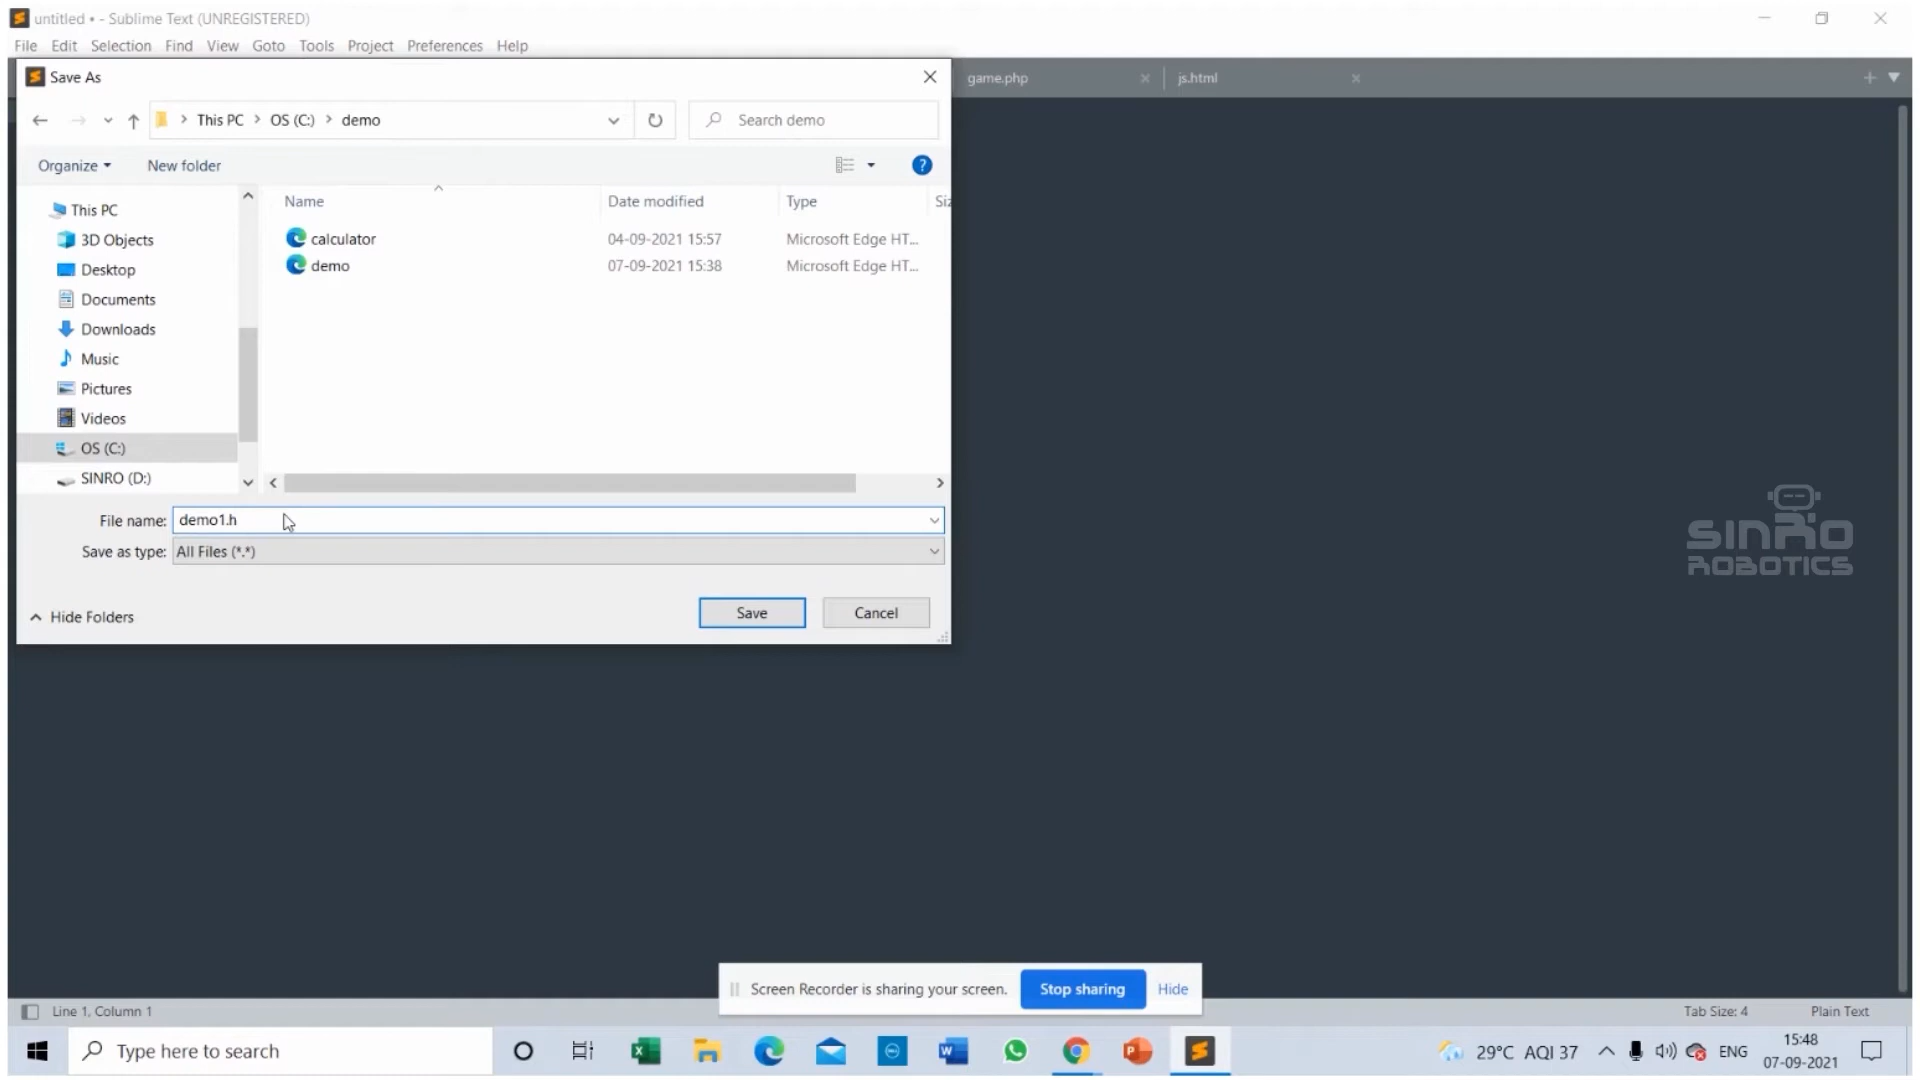 untitled • - Sublime Text (UNREGISTERED)
File Edit Selection Find View Goto Tools Project Preferences Help
Save As
game.php
js.html
This PC > OS (C:) > demo
Search demo
Organize
New folder
Name Date modified Type Siz
calculator 04-09-2021 15:57 Microsoft Edge HT...
demo 07-09-2021 15:38 Microsoft Edge HT...
This PC
3D Objects
Desktop
Documents
Downloads
Music
Pictures
Videos
OS (C:)
SINRO (D:)
File name: demo1.h
Save as type: All Files (*.*)
Hide Folders
Save
Cancel
SINRO
ROBOTICS
Screen Recorder is sharing your screen. Stop sharing Hide
Line 1, Column 1
Tab Size: 4
Plain Text
Type here to search
29°C AQI 37
ENG
15:48
07-09-2021